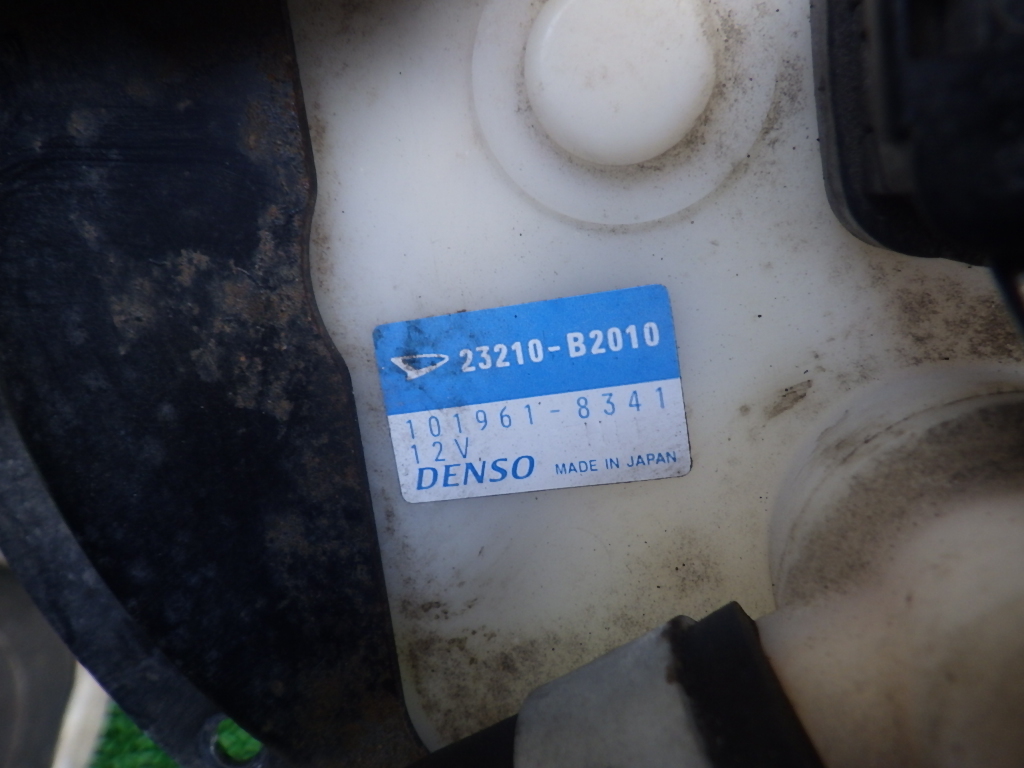 23210-B2010
101961-8341
12V
DENSO MADE IN JAPAN